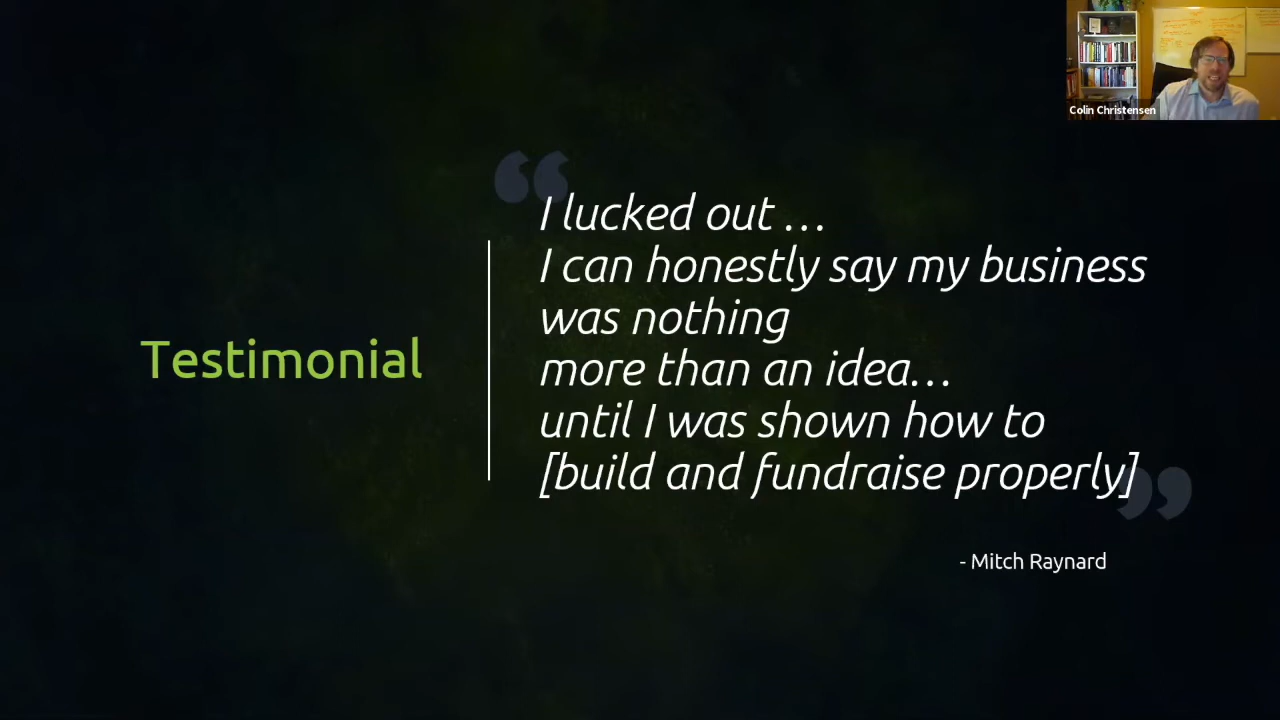 Colin Christensen
Testimonial
“
I lucked out …
I can honestly say my business
was nothing
more than an idea…
until I was shown how to
[build and fundraise properly]
”
- Mitch Raynard